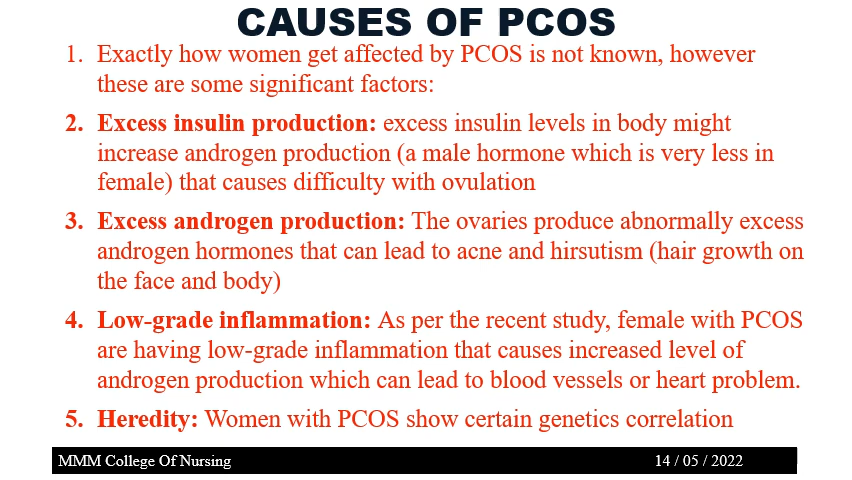 CAUSES OF PCOS
1. Exactly how women get affected by PCOS is not known, however
these are some significant factors:
2. Excess insulin production: excess insulin levels in body might
increase androgen production (a male hormone which is very less in
female) that causes difficulty with ovulation
3. Excess androgen production: The ovaries produce abnormally excess
androgen hormones that can lead to acne and hirsutism (hair growth on
the face and body)
4. Low-grade inflammation: As per the recent study, female with PCOS
are having low-grade inflammation that causes increased level of
androgen production which can lead to blood vessels or heart problem.
5. Heredity: Women with PCOS show certain genetics correlation
MMM College Of Nursing 14 / 05 / 2022